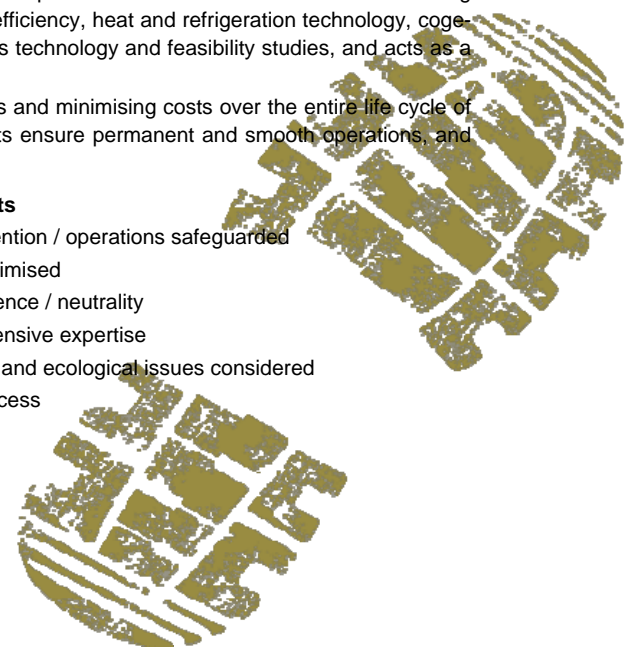 efficiency, heat and refrigeration technology, coge-
s technology and feasibility studies, and acts as a
s and minimising costs over the entire life cycle of
ts ensure permanent and smooth operations, and
ts
ention / operations safeguarded
imised
ence / neutrality
ensive expertise
and ecological issues considered
cess